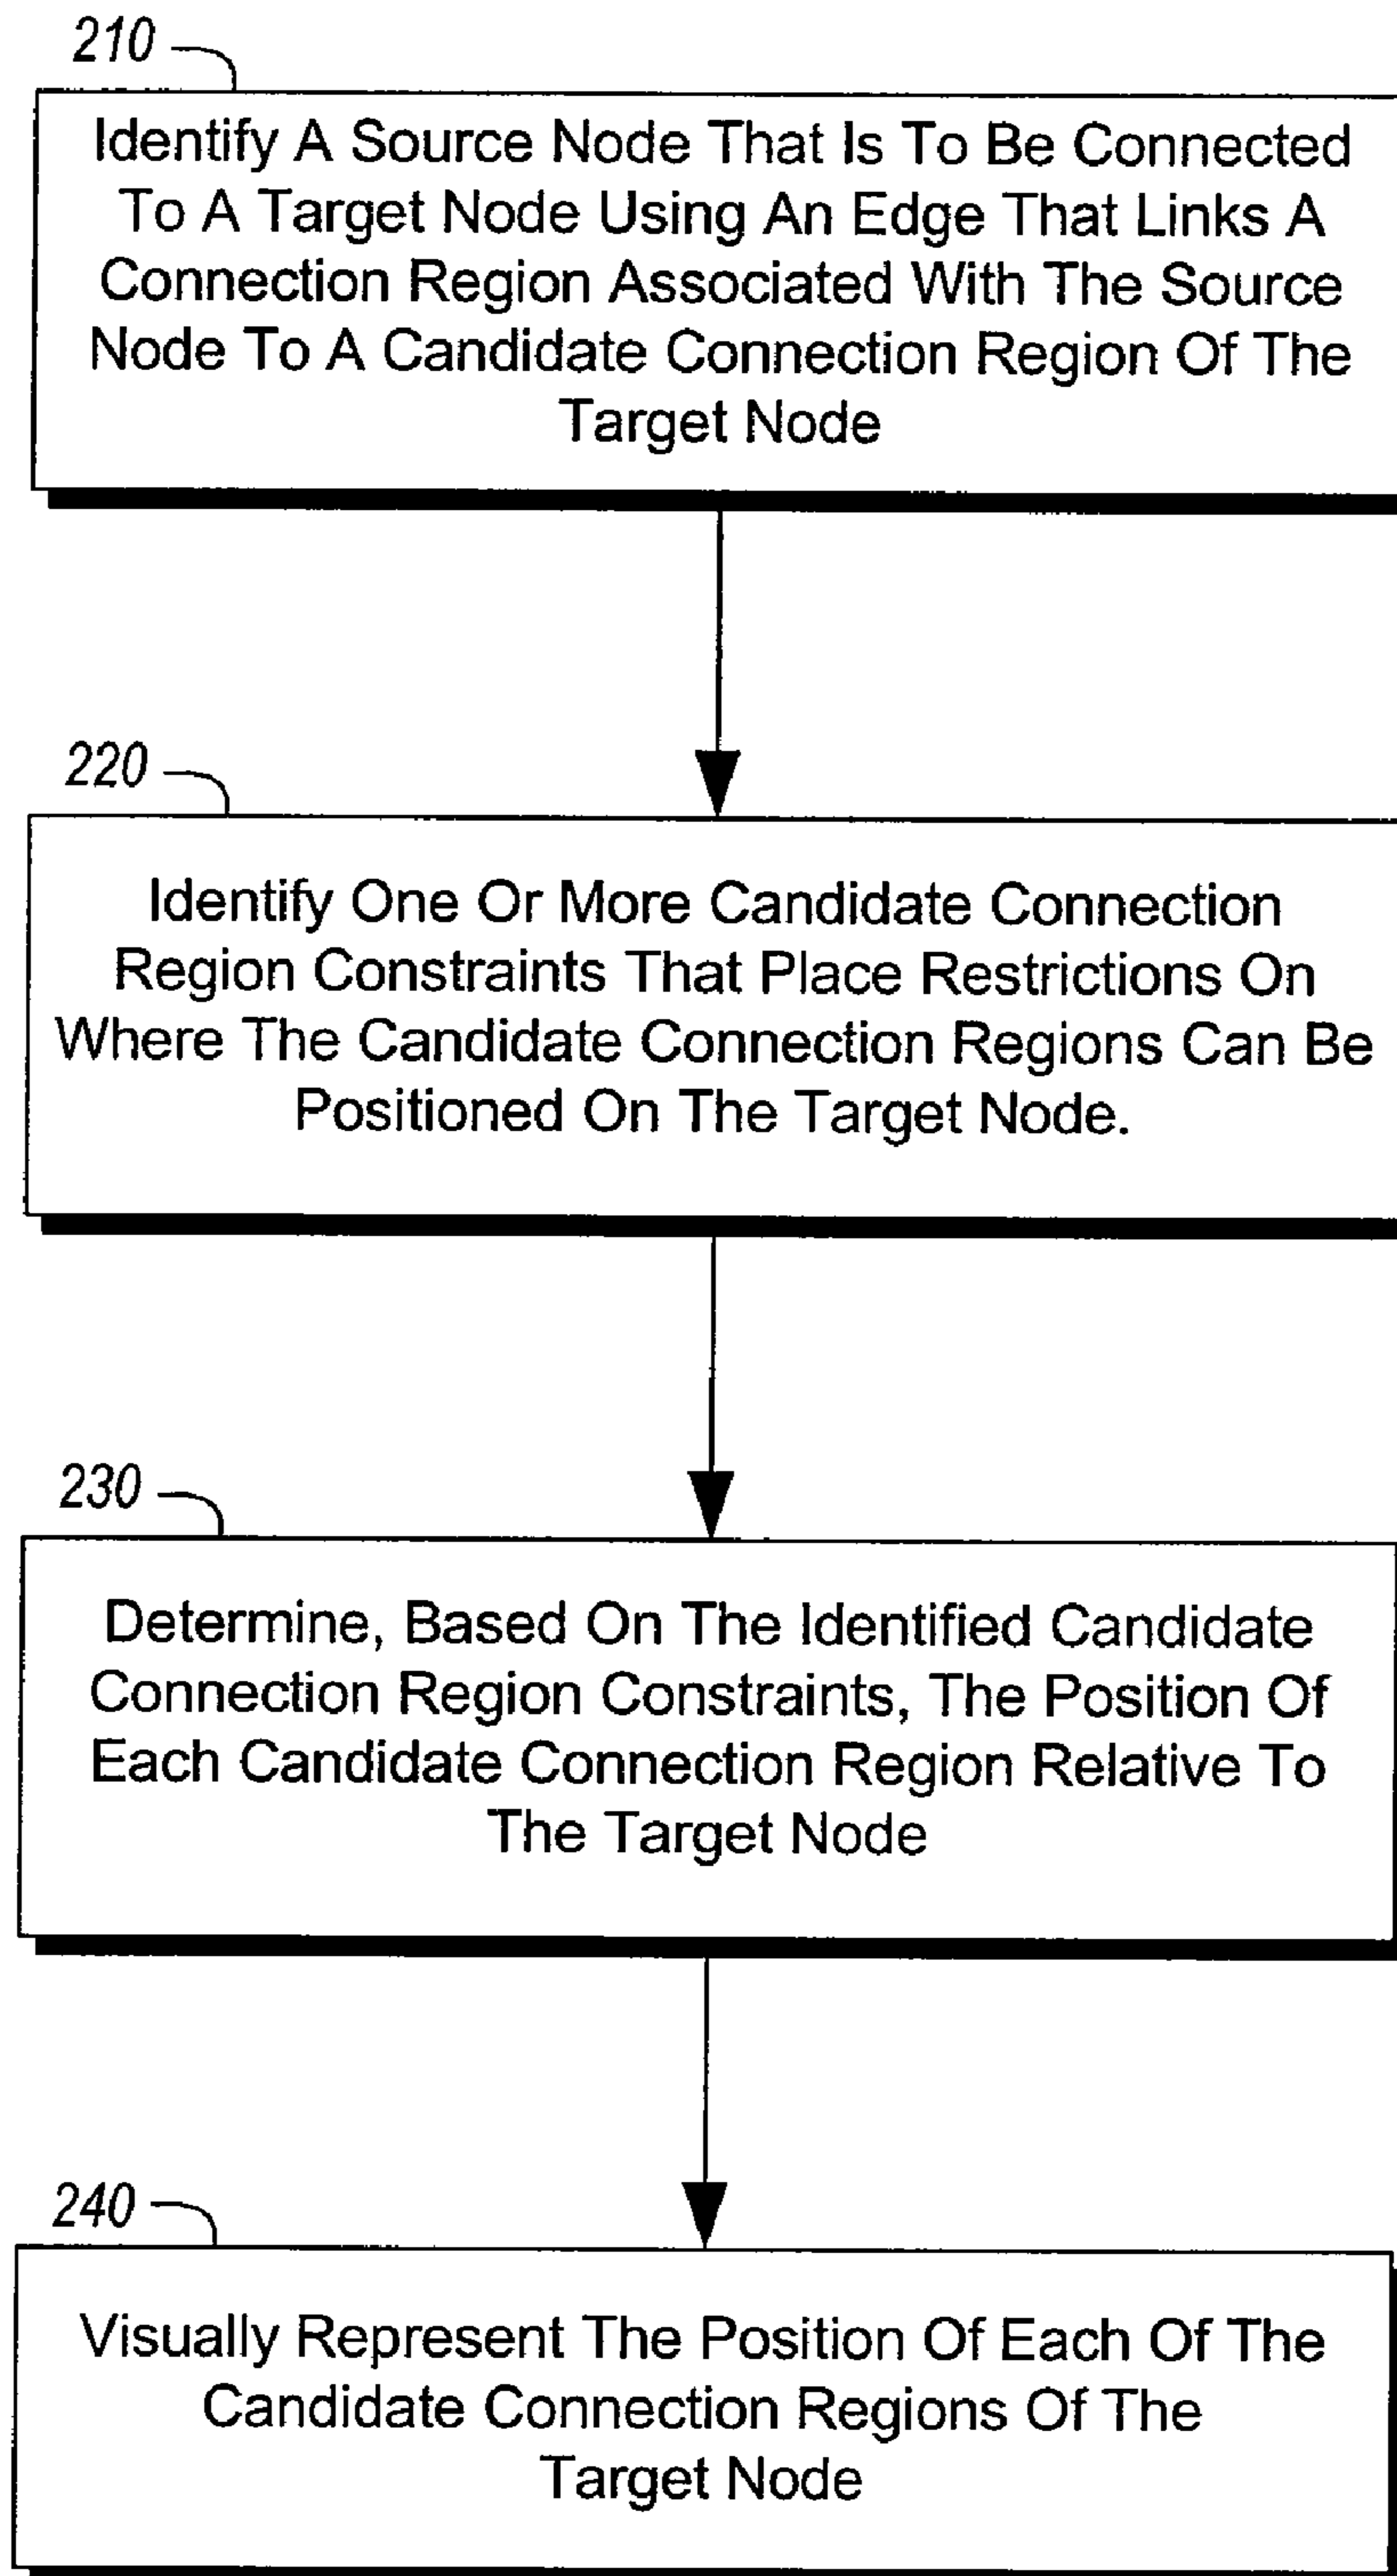 210
Identify A Source Node That Is To Be Connected
To A Target Node Using An Edge That Links A
Connection Region Associated With The Source
Node To A Candidate Connection Region Of The
Target Node
220
Identify One Or More Candidate Connection
Region Constraints That Place Restrictions On
Where The Candidate Connection Regions Can Be
Positioned On The Target Node.
230
Determine, Based On The Identified Candidate
Connection Region Constraints, The Position Of
Each Candidate Connection Region Relative To
The Target Node
240
Visually Represent The Position Of Each Of The
Candidate Connection Regions Of The
Target Node